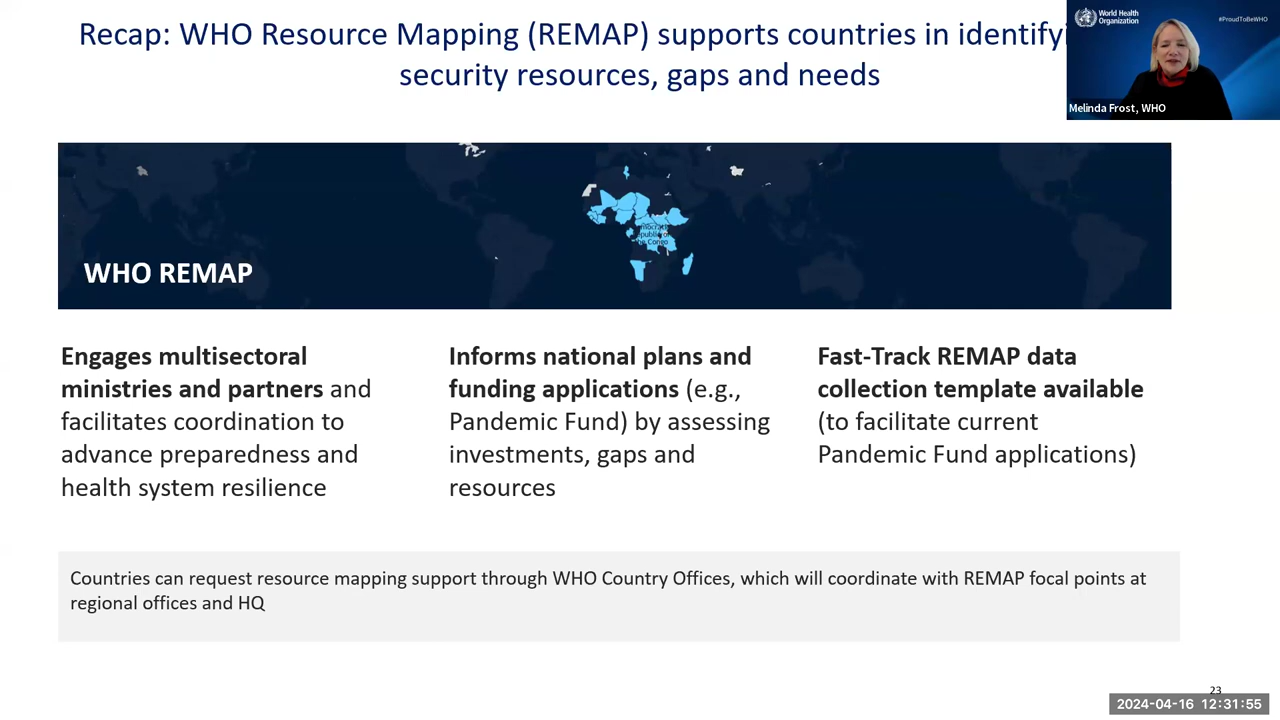 Recap: WHO Resource Mapping (REMAP) supports countries in identifyi
security resources, gaps and needs
World Health
Organization
#ProudToBeWHO
Melinda Frost, WHO
WHO REMAP
Engages multisectoral
ministries and partners and
facilitates coordination to
advance preparedness and
health system resilience
Informs national plans and
funding applications (e.g.,
Pandemic Fund) by assessing
investments, gaps and
resources
Fast-Track REMAP data
collection template available
(to facilitate current
Pandemic Fund applications)
Countries can request resource mapping support through WHO Country Offices, which will coordinate with REMAP focal points at
regional offices and HQ
23
2024-04-16 12:31:55